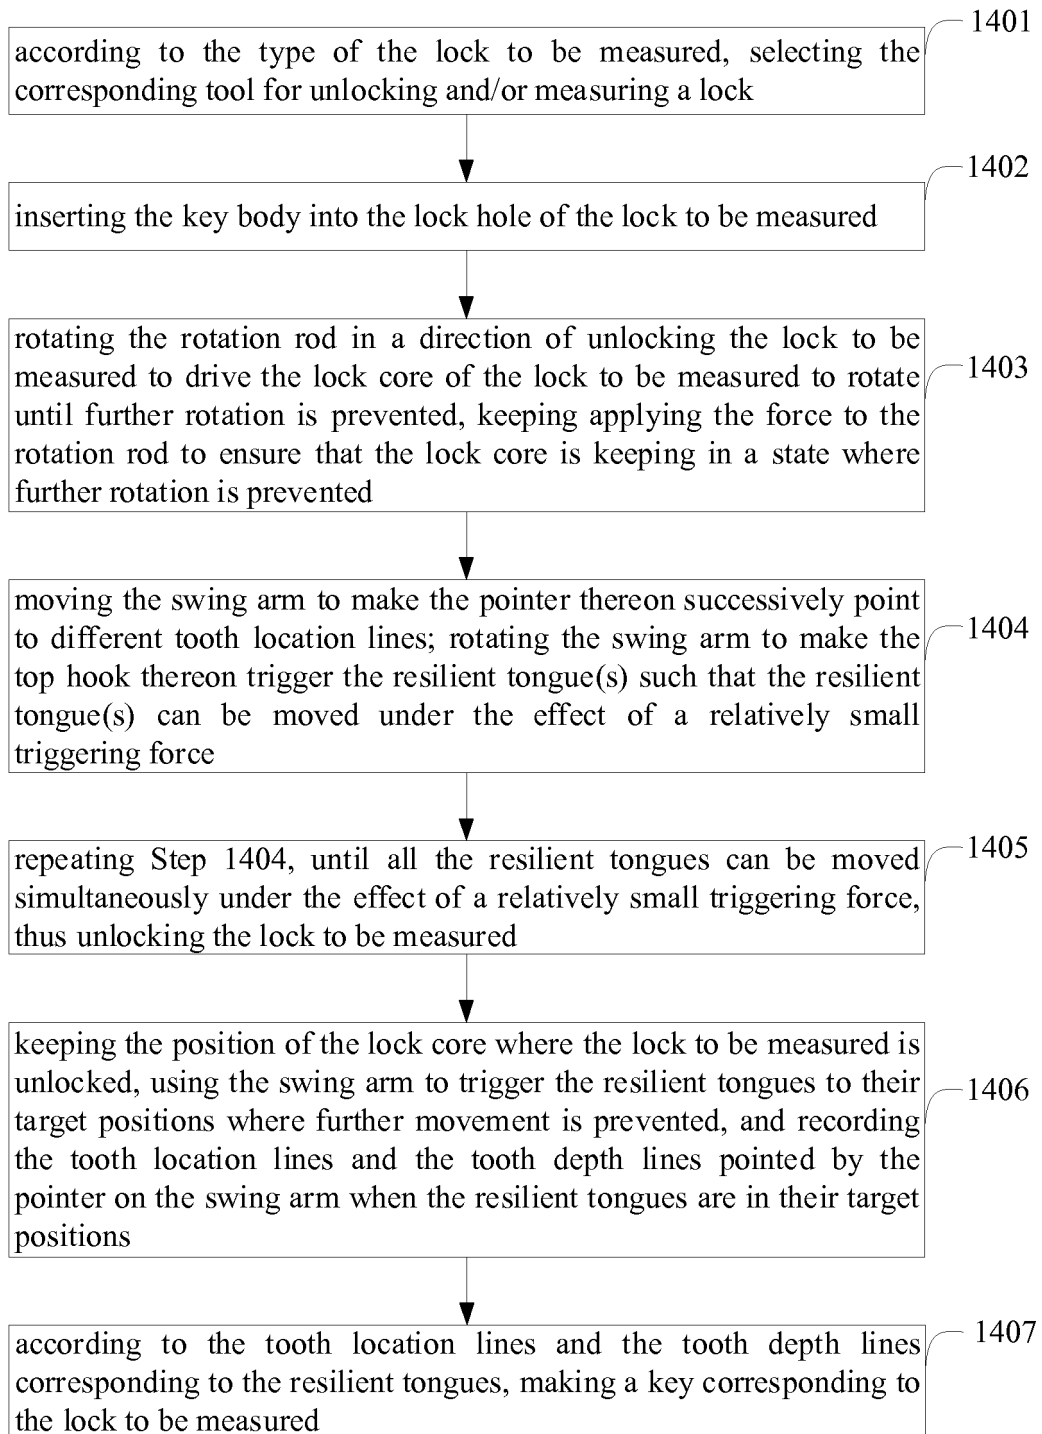 1401
according to the type of the lock to be measured, selecting the
corresponding tool for unlocking and/or measuring a lock
1402
inserting the key body into the lock hole of the lock to be measured
rotating the rotation rod in a direction of unlocking the lock to be
measured to drive the lock core of the lock to be measured to rotate
until further rotation is prevented, keeping applying the force to the
rotation rod to ensure that the lock core is keeping in a state where
further rotation is prevented
1403
moving the swing arm to make the pointer thereon successively point
to different tooth location lines; rotating the swing arm to make the
top hook thereon trigger the resilient tongue(s) such that the resilient
tongue(s) can be moved under the effect of a relatively small
triggering force
1404
repeating Step 1404, until all the resilient tongues can be moved
simultaneously under the effect of a relatively small triggering force,
thus unlocking the lock to be measured
1405
keeping the position of the lock core where the lock to be measured is
unlocked, using the swing arm to trigger the resilient tongues to their
target positions where further movement is prevented, and recording
the tooth location lines and the tooth depth lines pointed by the
pointer on the swing arm when the resilient tongues are in their target
positions
1406
according to the tooth location lines and the tooth depth lines
corresponding to the resilient tongues, making a key corresponding to
the lock to be measured
1407